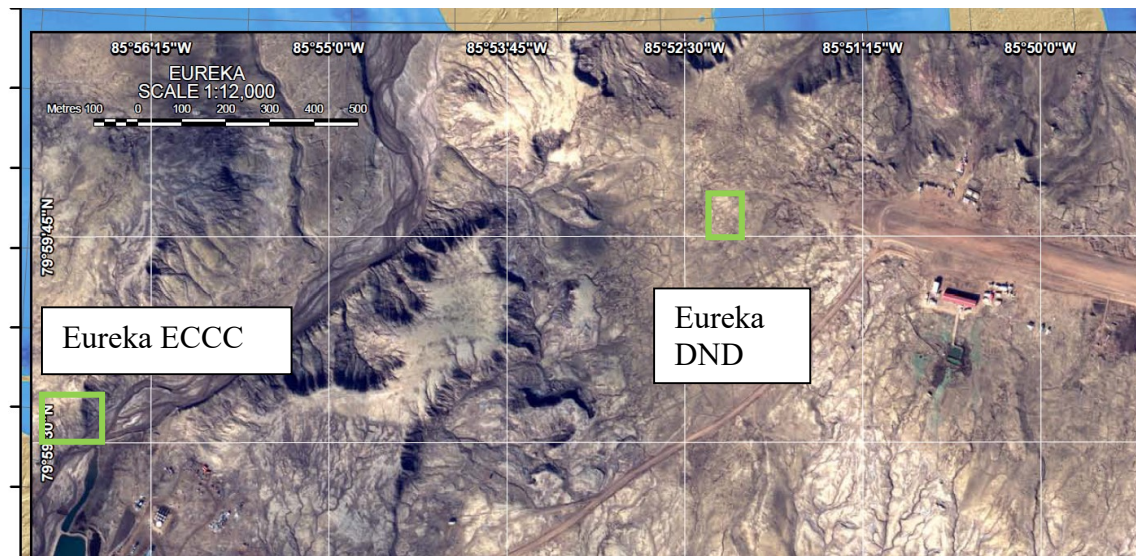 85°56'15"W 85°55'0"W 85°53'45"W 85°52'30"W 85°51'15"W 85°50'0"W
EUREKA
SCALE 1:12,000
Metres 100 0 100 200 300 400 500
79°59'45"N
Eureka ECCC
Eureka
DND
79°59'30"N